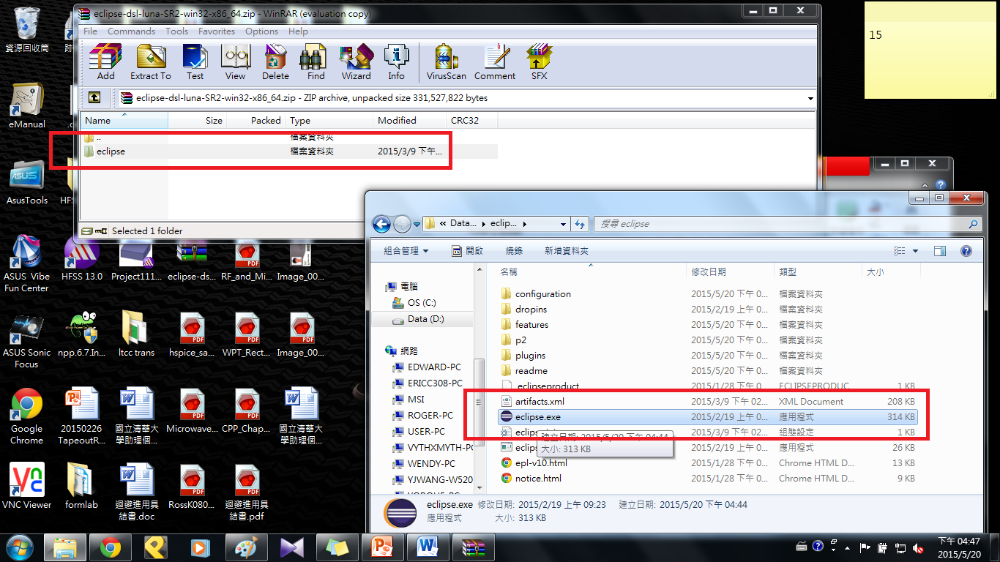 eclipse-dsl-luna-SR2-win32-x86_64.zip - WinRAR (evaluation copy)
File Commands Tools Favorites Options Help
Add Extract To Test View Delete Find Wizard Info VirusScan Comment SFX
eclipse-dsl-luna-SR2-win32-x86_64.zip - ZIP archive, unpacked size 331,527,822 bytes
Name Size Packed Type Modified CRC32
.. 檔案資料夾
eclipse 檔案資料夾 2015/3/9 下午...
Selected 1 folder
15
資源回收筒
eManual
AsusTools
HFS
ASUS Vibe
Fun Center
HFSS 13.0
Project111...
eclipse-ds...
RF_and_Mi...
Image_00...
ASUS Sonic
Focus
npp.6.7.In...
ltcc trans
hspice_sa...
WPT_Rect...
Image_00...
Google
Chrome
20150226
TapeoutR...
國立清華大
學助理個...
Microwave...
CPP_Chap...
國立清華大
學助理個...
VNC Viewer
formlab
迴避進用具
結書.doc
RossK080...
迴避進用具
結書.pdf
« Data... eclip...
搜尋 eclipse
組合管理 開啟 燒錄 新增資料夾
電腦
OS (C:)
Data (D:)
網路
EDWARD-PC
ERICC308-PC
MSI
ROGER-PC
USER-PC
VYTHXMYTH-PC
WENDY-PC
YJWANG-W520
名稱 修改日期 類型 大小
configuration 2015/5/20 下午 0... 檔案資料夾
dropins 2015/2/19 上午 0... 檔案資料夾
features 2015/5/20 下午 0... 檔案資料夾
p2 2015/5/20 下午 0... 檔案資料夾
plugins 2015/5/20 下午 0... 檔案資料夾
readme 2015/5/20 下午 0... 檔案資料夾
.eclipseproduct 2015/1/28 下午 0... ECLIPSEPRODUC... 1 KB
artifacts.xml 2015/3/9 下午 02... XML Document 208 KB
eclipse.exe 2015/2/19 上午 0... 應用程式 314 KB
2015/3/9 下午 02... 組態設定 1 KB
建立日期: 2015/5/20 下午 04:44
大小: 313 KB
2015/2/19 上午 0... 應用程式 26 KB
epl-v10.html 2015/1/28 下午 0... Chrome HTML D... 13 KB
notice.html 2015/1/28 下午 0... Chrome HTML D... 9 KB
eclipse.exe 修改日期: 2015/2/19 上午 09:23 建立日期: 2015/5/20 下午 04:44
應用程式 大小: 313 KB
下午 04:47
2015/5/20